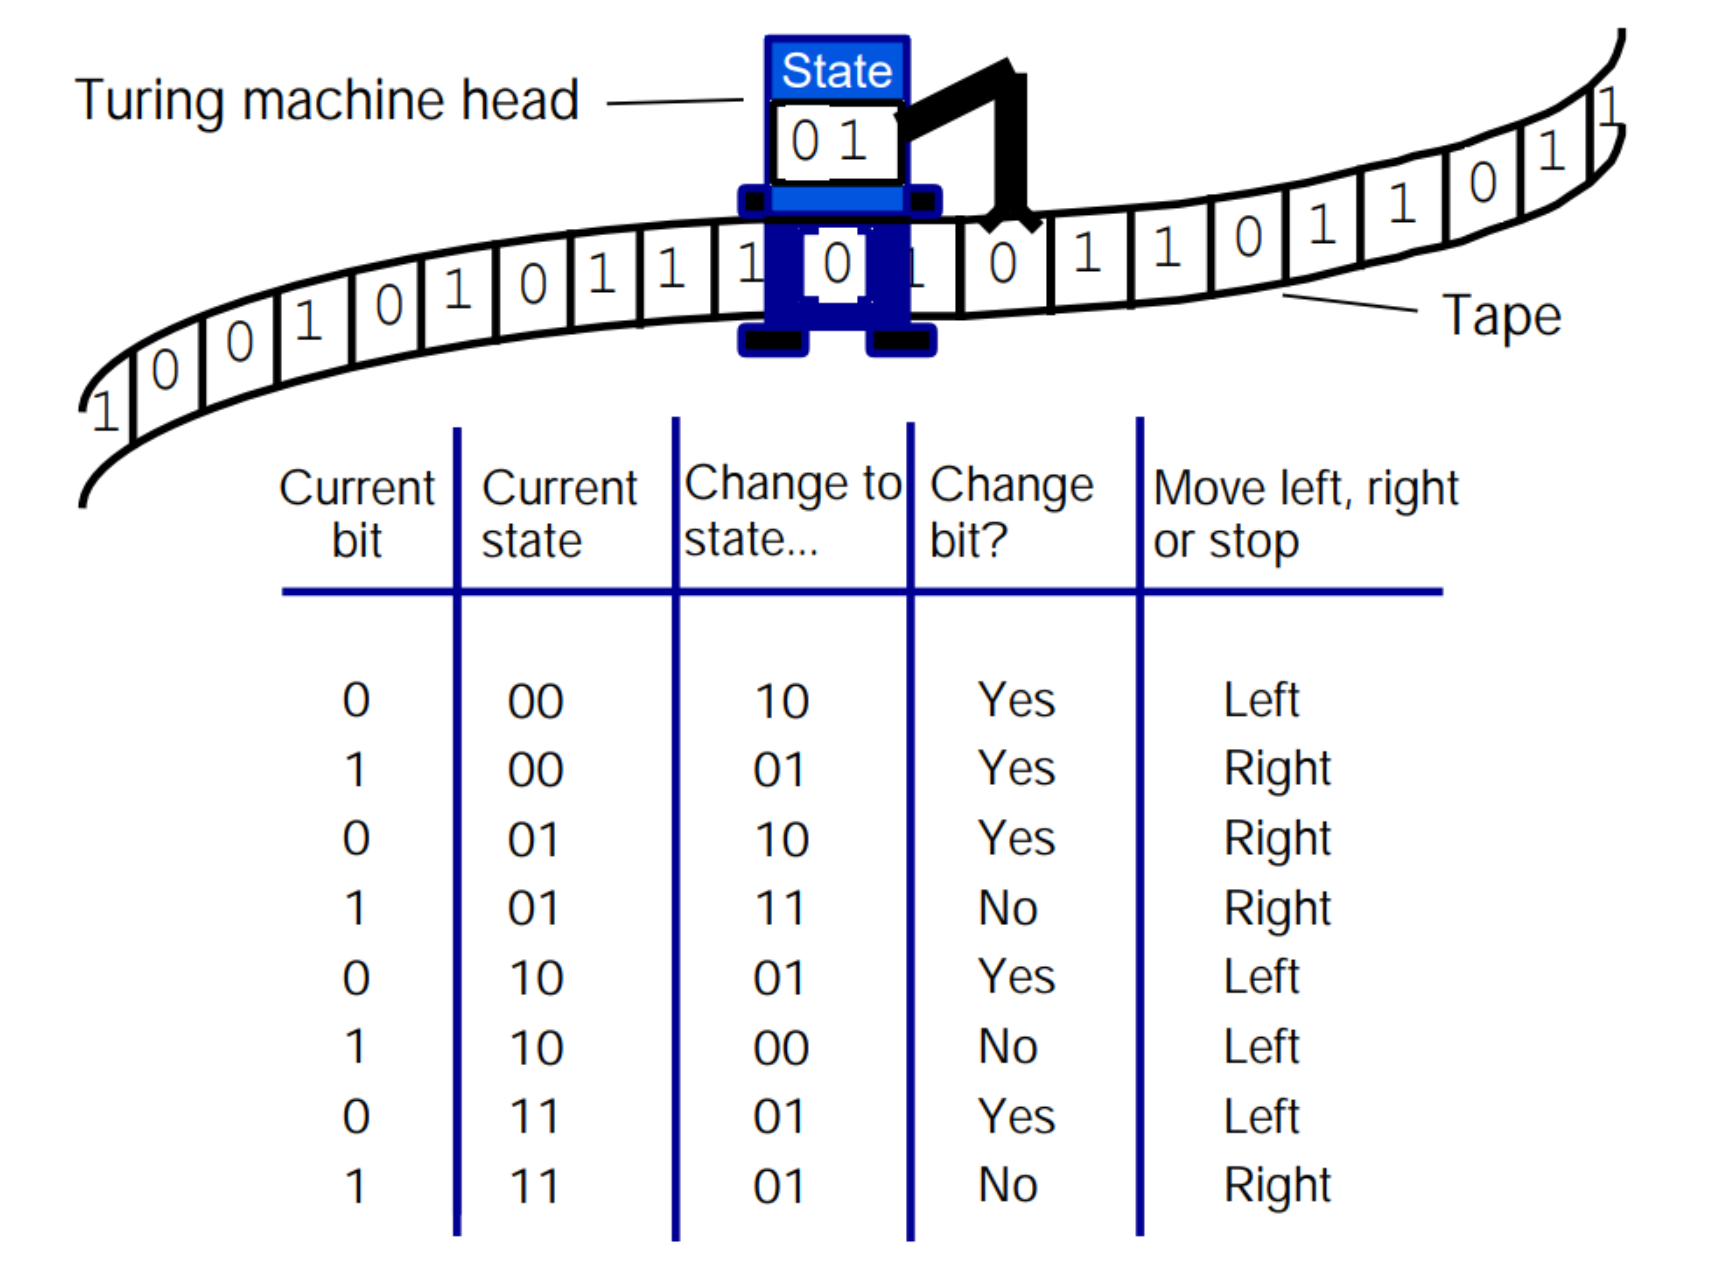 State
Turing machine head
0 1
1 0 0 1 0 1 0 1 1 1 0 1 0 1 1 0 1 1 0 1 1
Tape
Current bit | Current state | Change to state... | Change bit? | Move left, right or stop
0 00 10 Yes Left
1 00 01 Yes Right
0 01 10 Yes Right
1 01 11 No Right
0 10 01 Yes Left
1 10 00 No Left
0 11 01 Yes Left
1 11 01 No Right